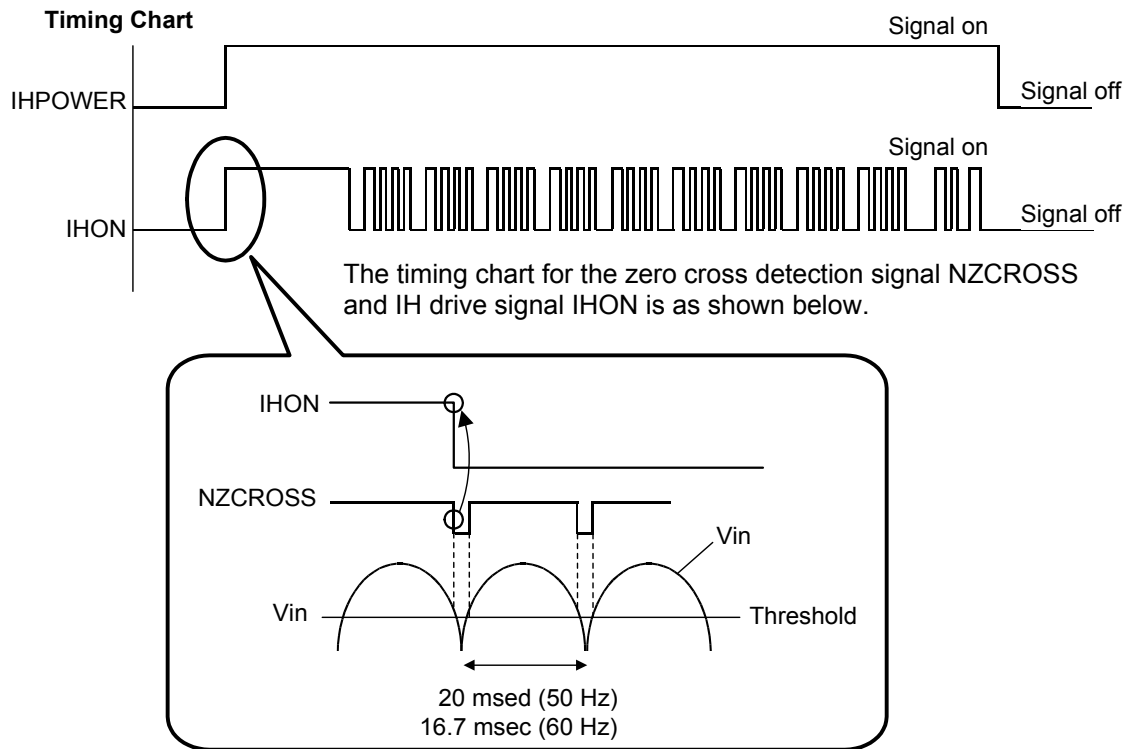 Timing Chart
Signal on
IHPOWER
Signal off
Signal on
IHON
Signal off
The timing chart for the zero cross detection signal NZCROSS
and IH drive signal IHON is as shown below.
IHON
NZCROSS
Vin
Vin
Threshold
20 msed (50 Hz)
16.7 msec (60 Hz)